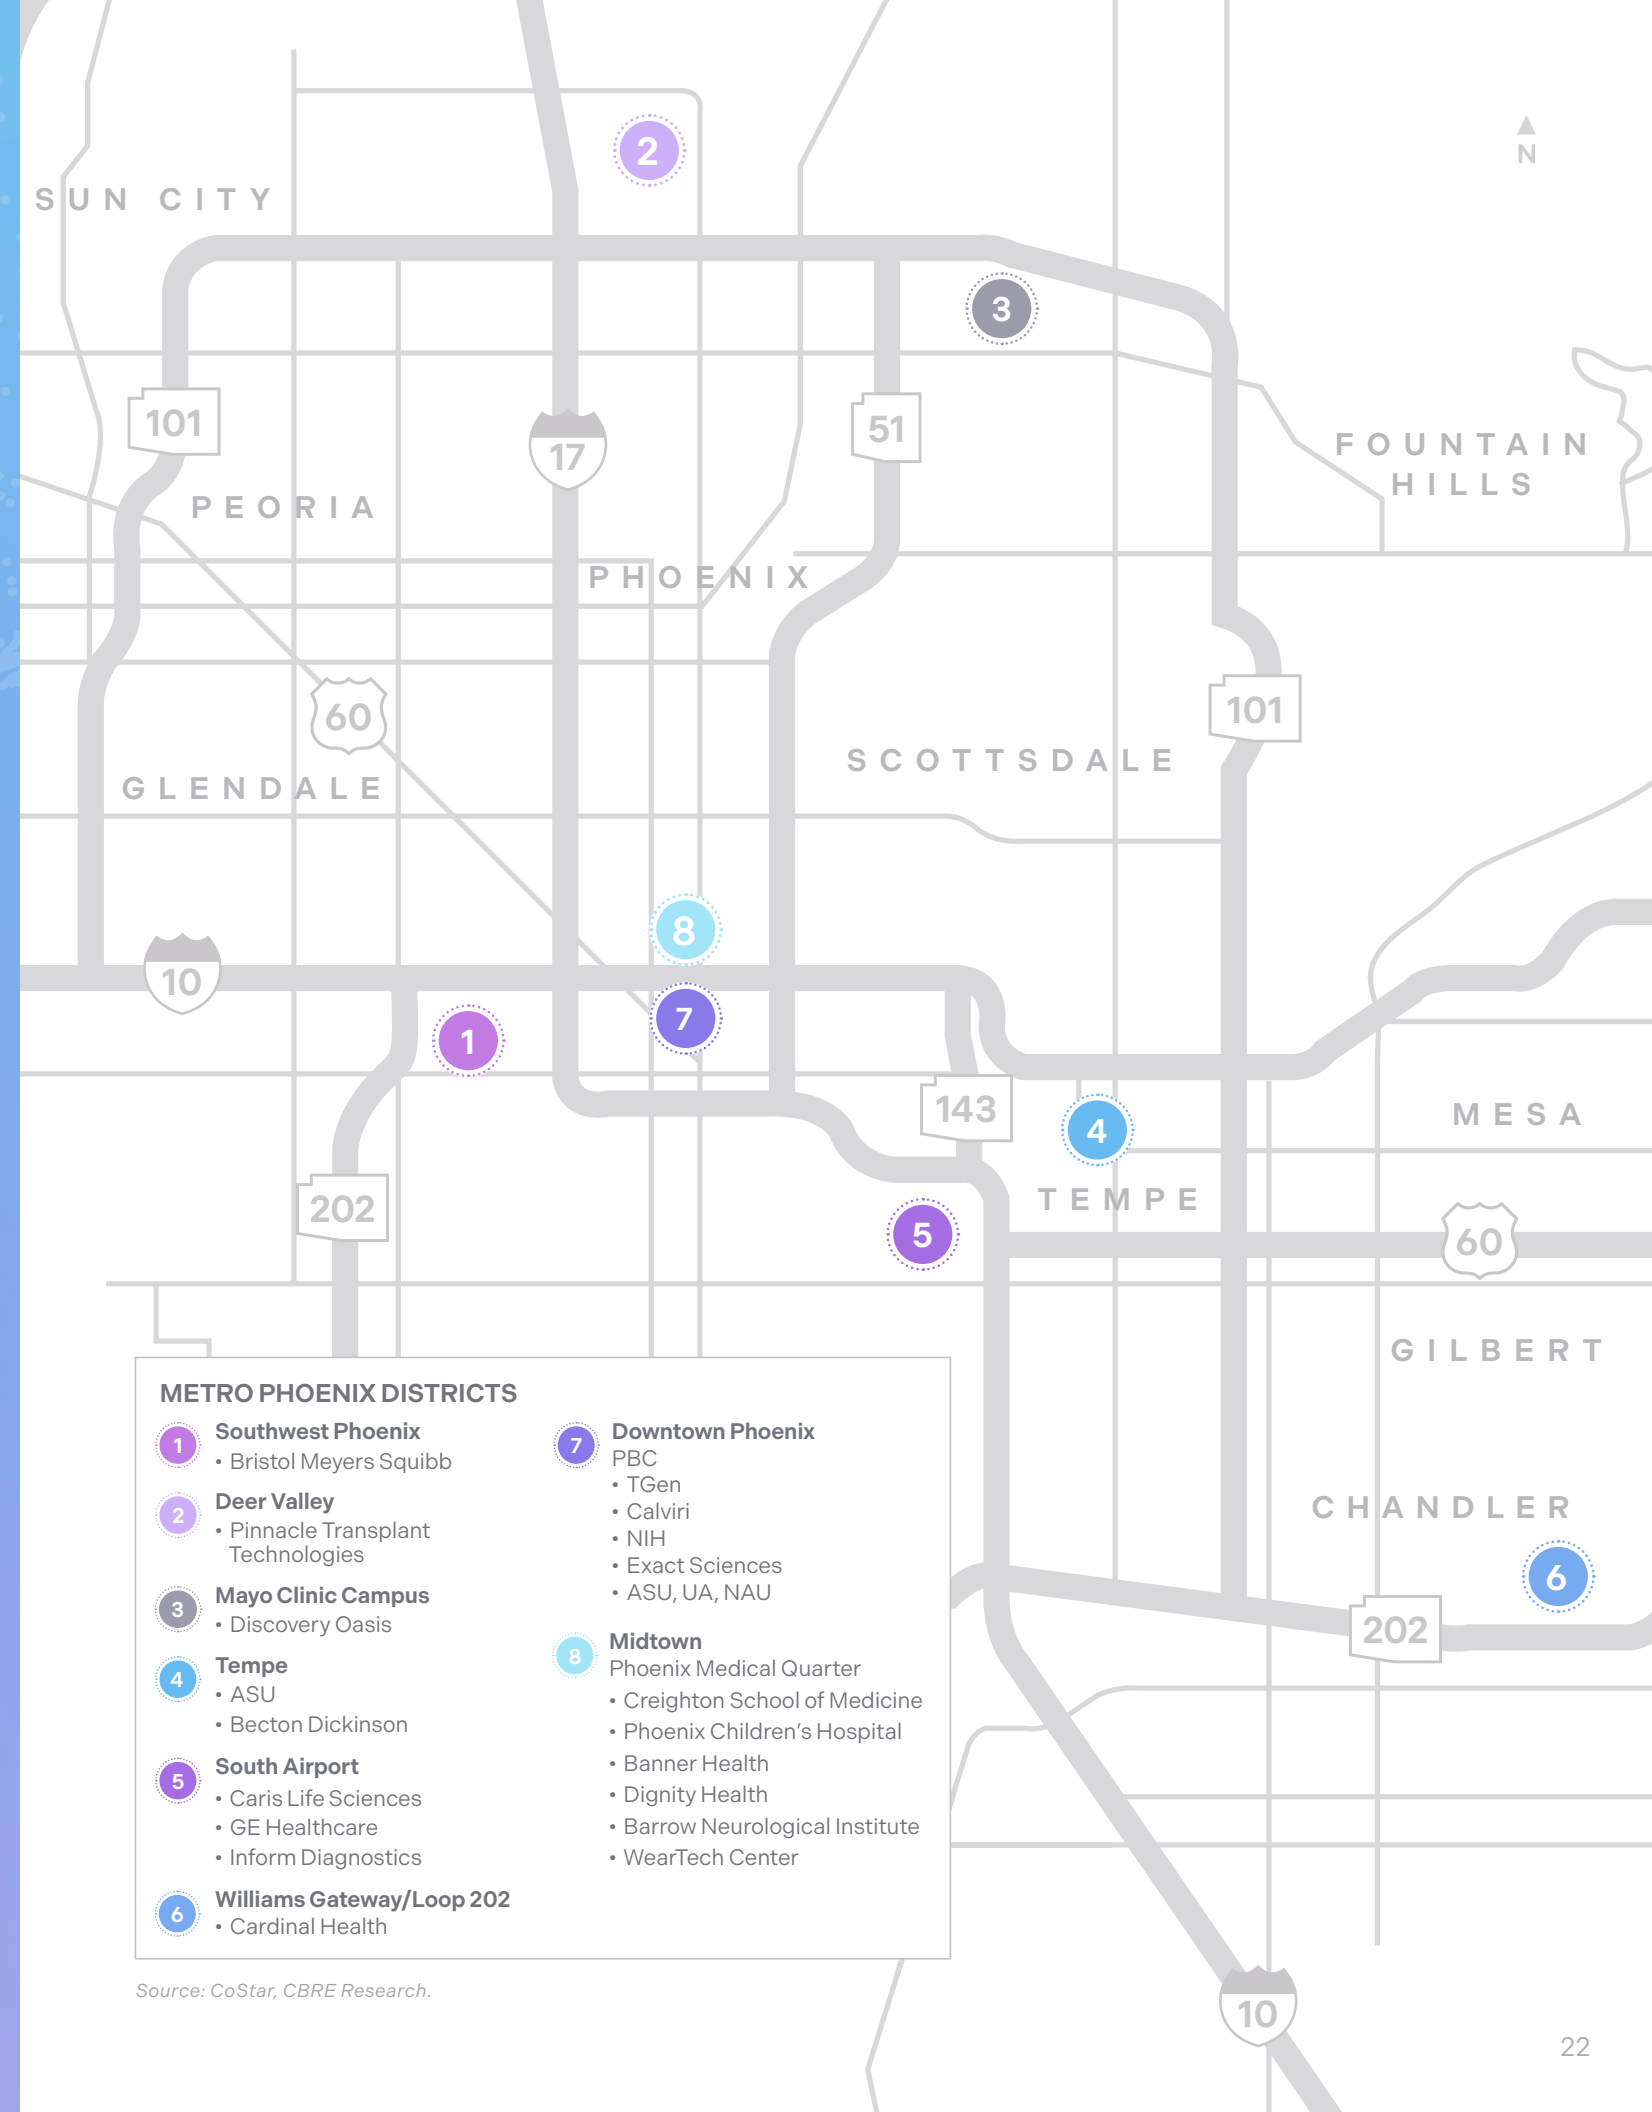 2
N
SUN CITY
3
101
17
51
FOUNTAIN
HILLS
PEORIA
PHOENIX
60
101
SCOTTSDALE
GLENDALE
8
10
7
1
143
4
MESA
202
TEMPE
5
60
GILBERT
CHANDLER
6
202
METRO PHOENIX DISTRICTS
1 Southwest Phoenix
• Bristol Meyers Squibb
2 Deer Valley
• Pinnacle Transplant
Technologies
3 Mayo Clinic Campus
• Discovery Oasis
4 Tempe
• ASU
• Becton Dickinson
5 South Airport
• Caris Life Sciences
• GE Healthcare
• Inform Diagnostics
6 Williams Gateway/Loop 202
• Cardinal Health
7 Downtown Phoenix
PBC
• TGen
• Calviri
• NIH
• Exact Sciences
• ASU, UA, NAU
8 Midtown
Phoenix Medical Quarter
• Creighton School of Medicine
• Phoenix Children’s Hospital
• Banner Health
• Dignity Health
• Barrow Neurological Institute
• WearTech Center
Source: CoStar, CBRE Research.
10
22